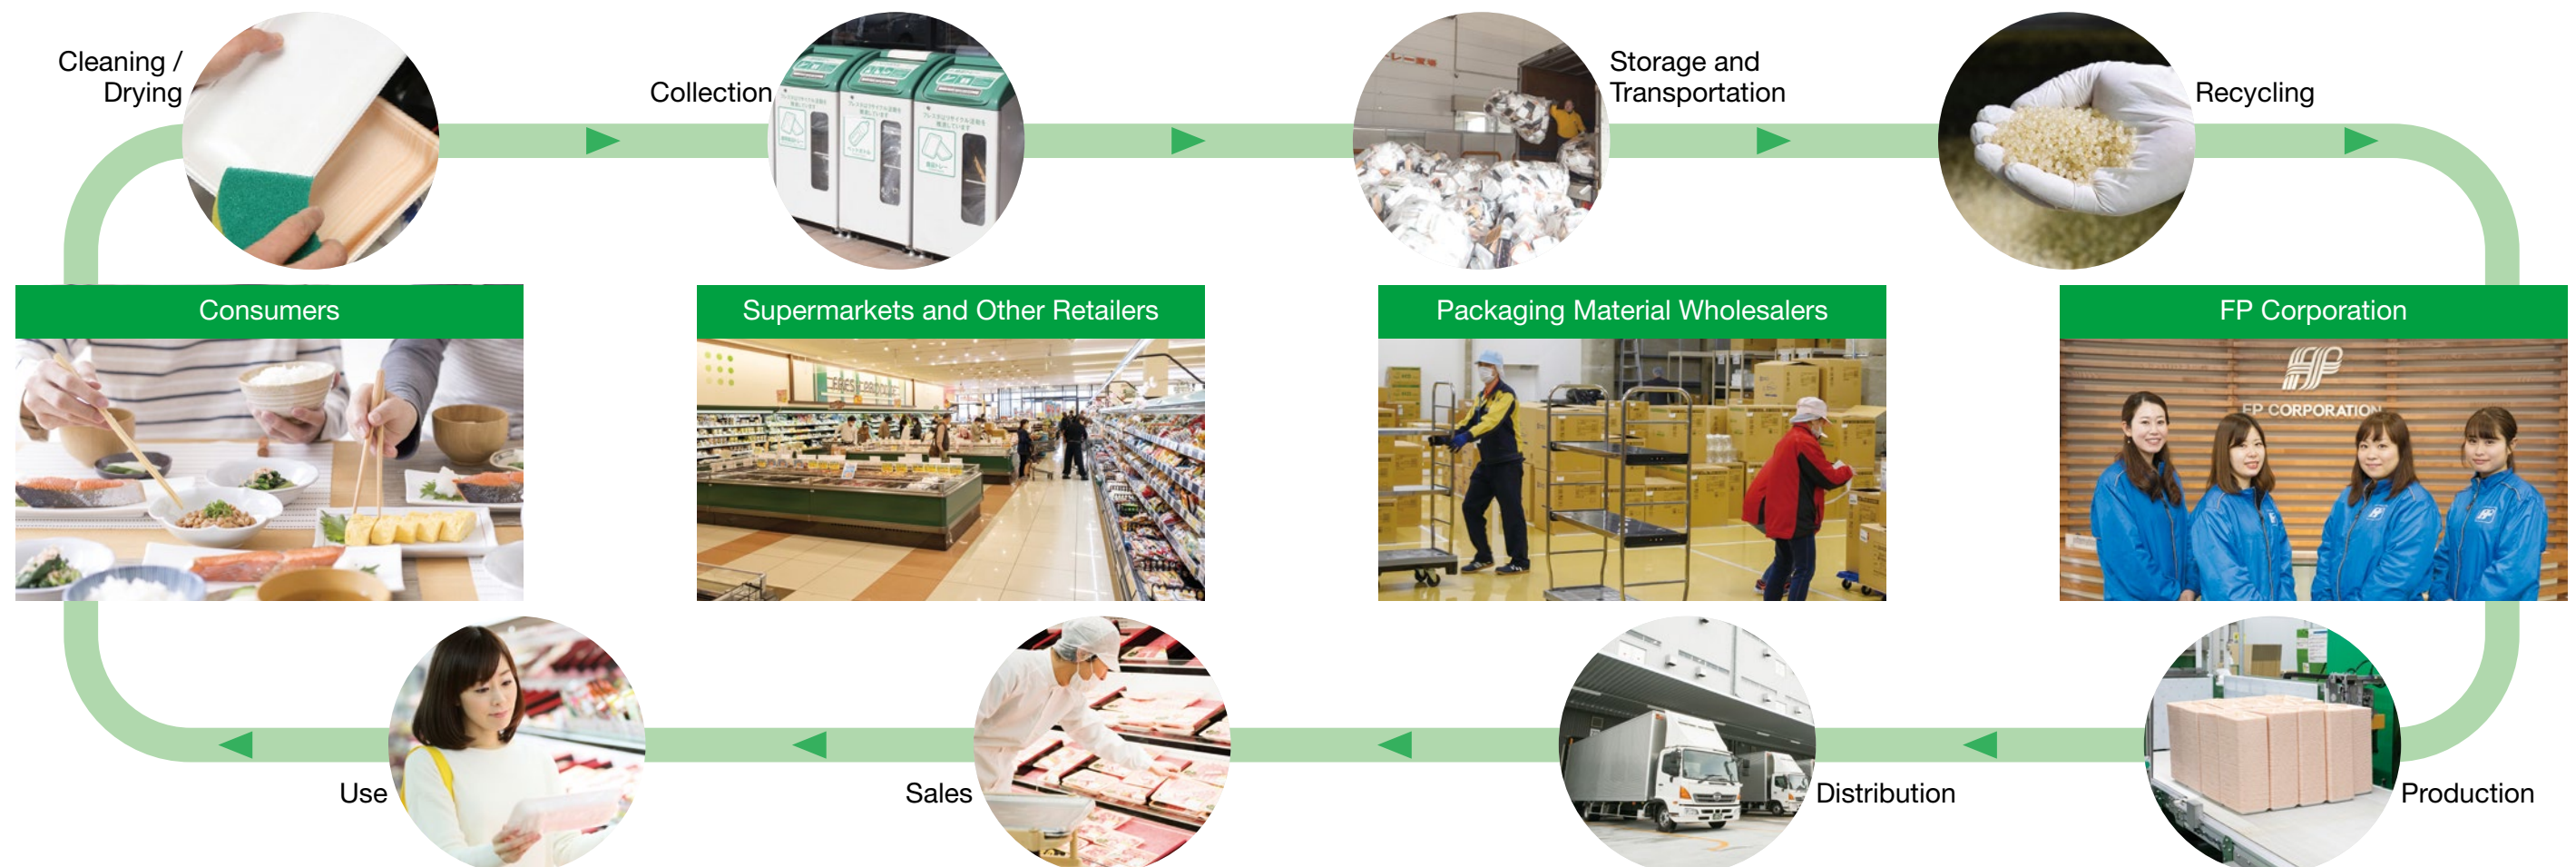 Cleaning /
Drying
Collection
Storage and
Transportation
Recycling
Consumers
Supermarkets and Other Retailers
Packaging Material Wholesalers
FP Corporation
FP CORPORATION
Use
Sales
Distribution
Production